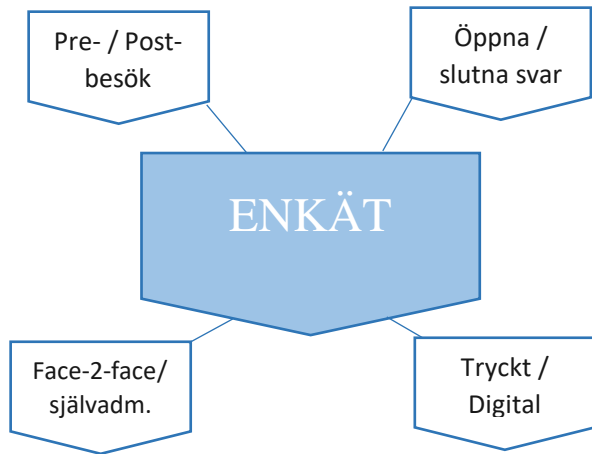 Pre- / Post-
besök
Öppna /
slutna svar
ENKÄT
Face-2-face/
självadm.
Tryckt /
Digital